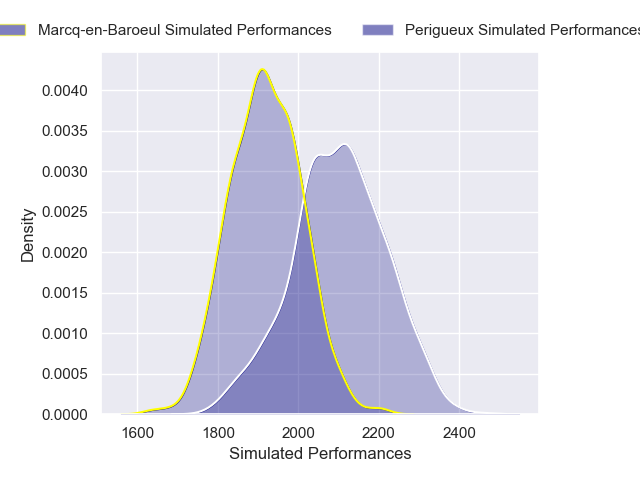 Marcq-en-Baroeul Simulated Performances Perigueux Simulated Performances
0.0040
0.0035
0.0030
0.0025
0.0020
0.0015
0.0010
0.0005
0.0000
Density
1600 1800 2000 2200 2400
Simulated Performances